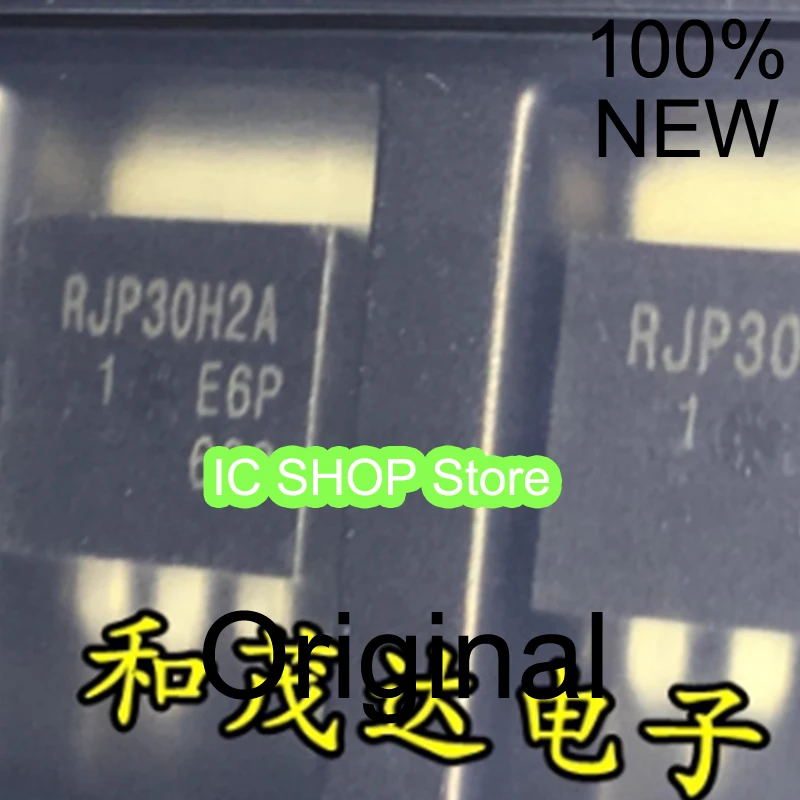 100%
NEW
RJP30H2A
1 E6P
RJP30
1
IC SHOP Store
Original
和茂达电子